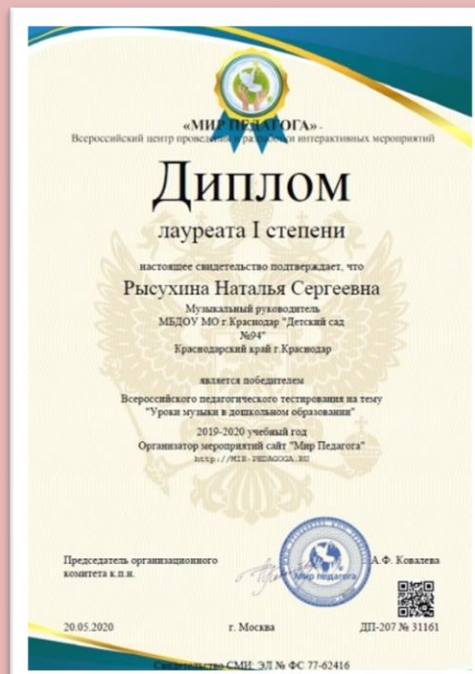 «МИР ПЕДАГОГА» -
Всероссийский центр проведения и разработки интерактивных мероприятий
Диплом
лауреата I степени
настоящее свидетельство подтверждает, что
Рысухина Наталья Сергеевна
Музыкальный руководитель
МБДОУ МО г.Краснодар "Детский сад
№94"
Краснодарский край г.Краснодар
является победителем
Всероссийского педагогического тестирования на тему
"Уроки музыки в дошкольном образовании"
2019-2020 учебный год
Организатор мероприятий сайт "Мир Педагога"
http://MIR-PEDAGOGA.RU
Председатель организационного
комитета к.п.н.
Мир педагога
А.Ф. Ковалева
20.05.2020 г. Москва ДП-207 № 31161
Свидетельство СМИ: ЭЛ № ФС 77-62416